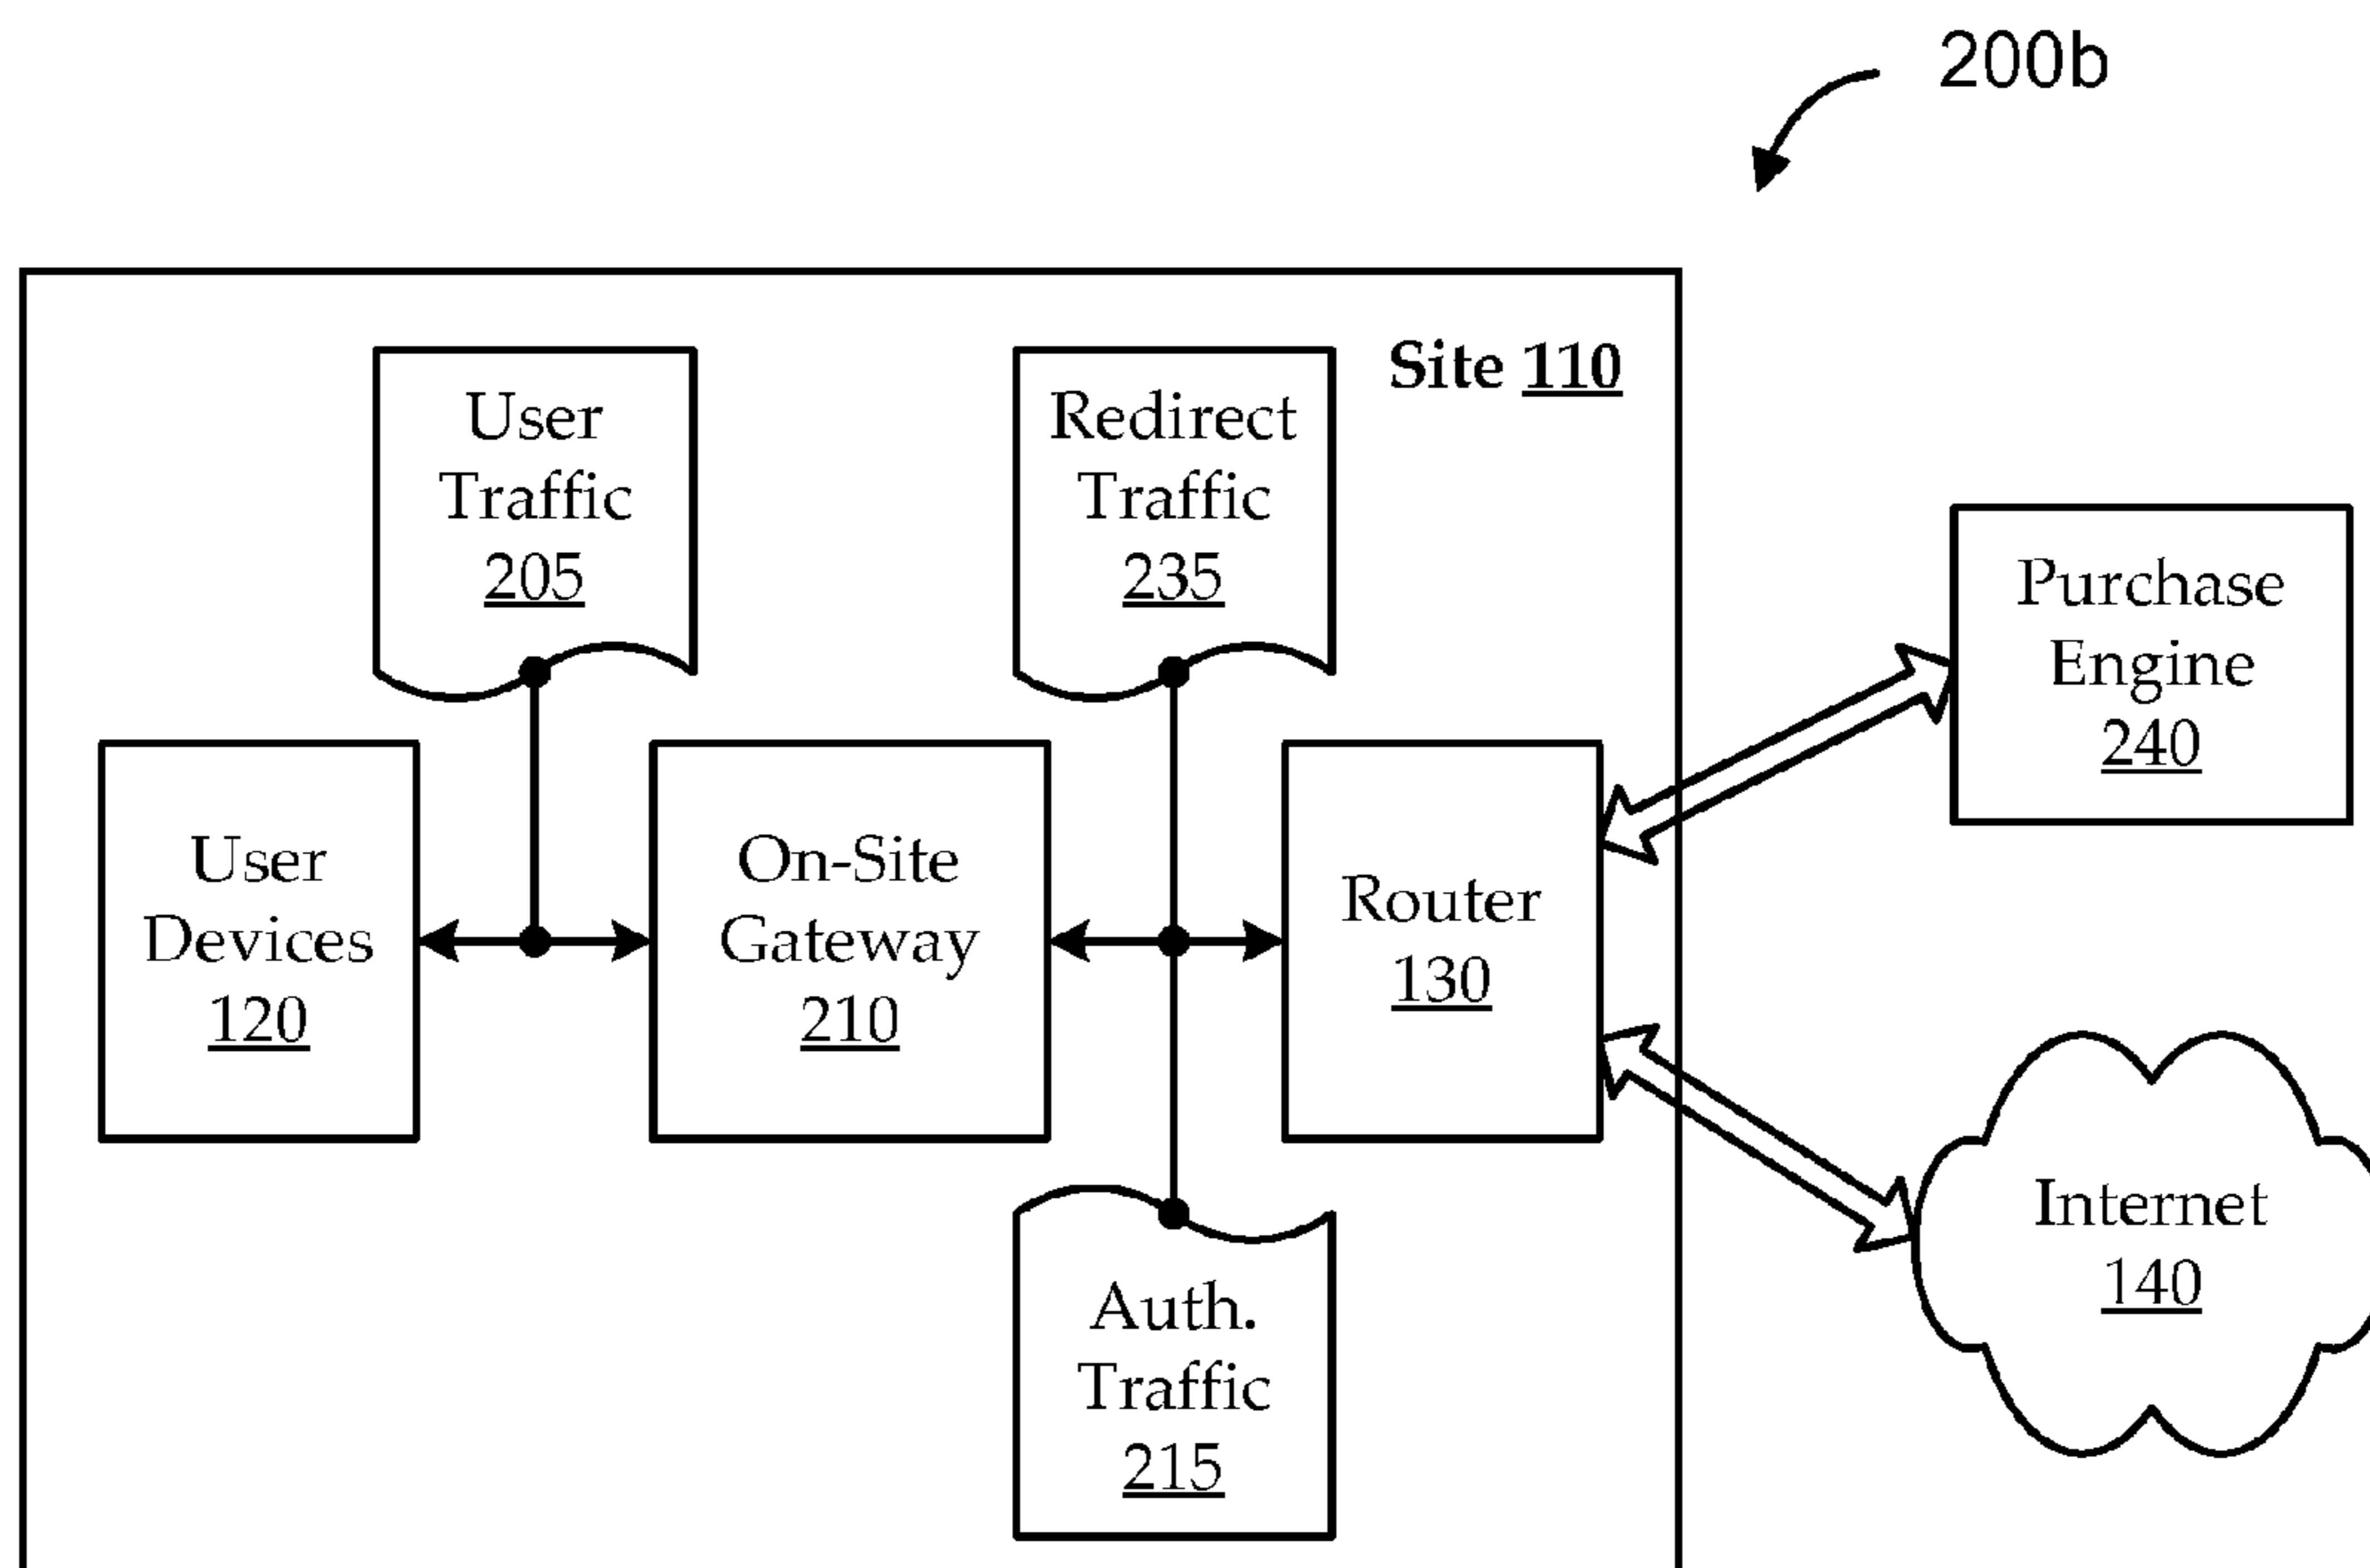 200b
Site 110
User
Traffic
205
Redirect
Traffic
235
Purchase
Engine
240
User
Devices
120
On-Site
Gateway
210
Router
130
Internet
140
Auth.
Traffic
215